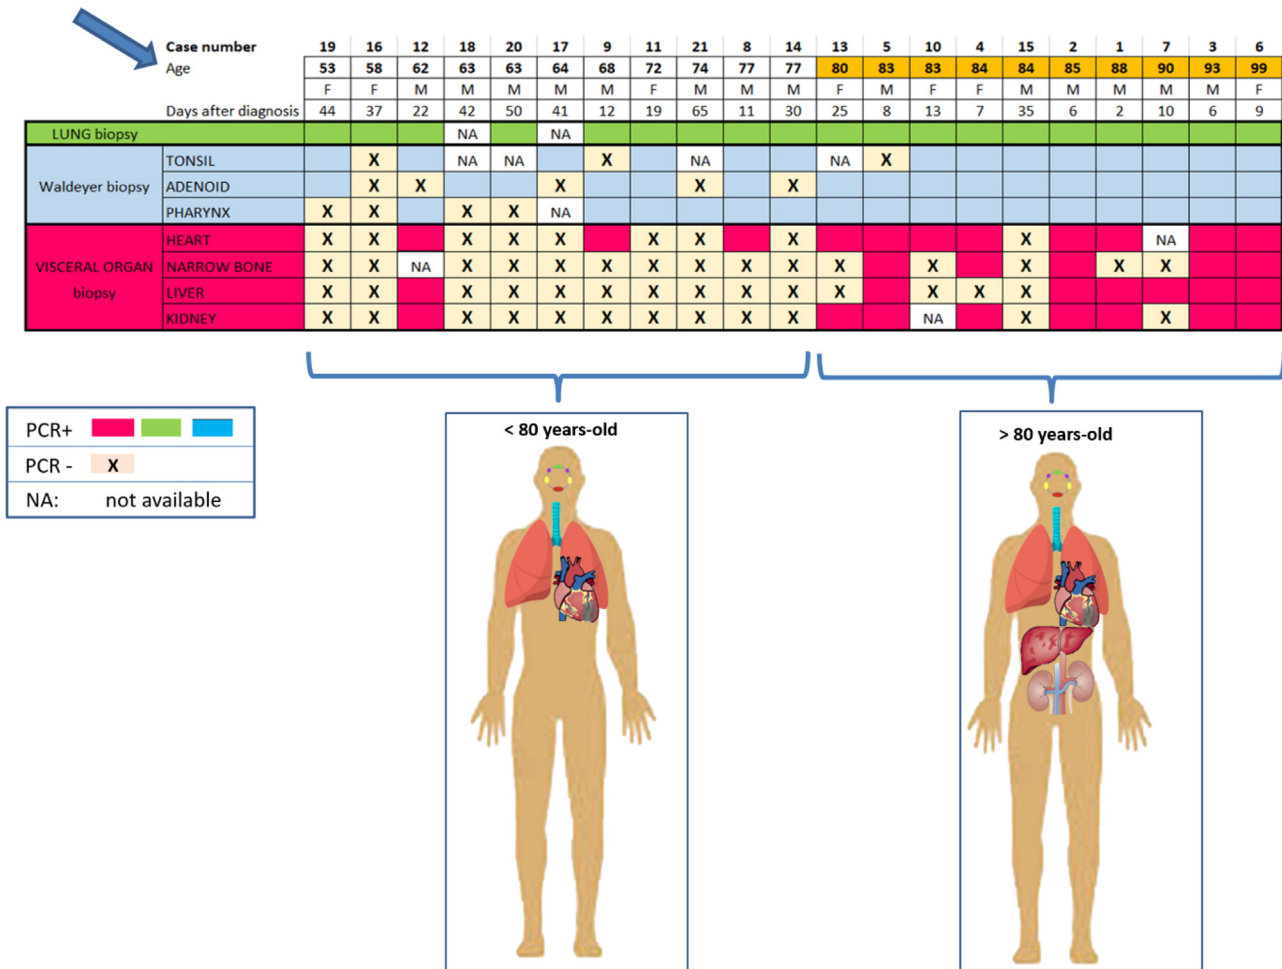 Case number 19 16 12 18 20 17 9 11 21 8 14 13 5 10 4 15 2 1 7 3 6
Age 53 58 62 63 63 64 68 72 74 77 77 80 83 83 84 84 85 88 90 93 99
F F M M M M M F M M M F M F F M M M M M F
Days after diagnosis 44 37 22 42 50 41 12 19 65 11 30 25 8 13 7 35 6 2 10 6 9
LUNG biopsy NA NA
TONSIL X NA NA X NA NA X
Waldeyer biopsy ADENOID X X X X X
PHARYNX X X X X NA
HEART X X X X X X X X X NA
VISCERAL ORGAN NARROW BONE X X NA X X X X X X X X X X X X X
biopsy LIVER X X X X X X X X X X X X X X
KIDNEY X X X X X X X X X X NA X X
< 80 years-old
> 80 years-old
PCR+
PCR - X
NA: not available